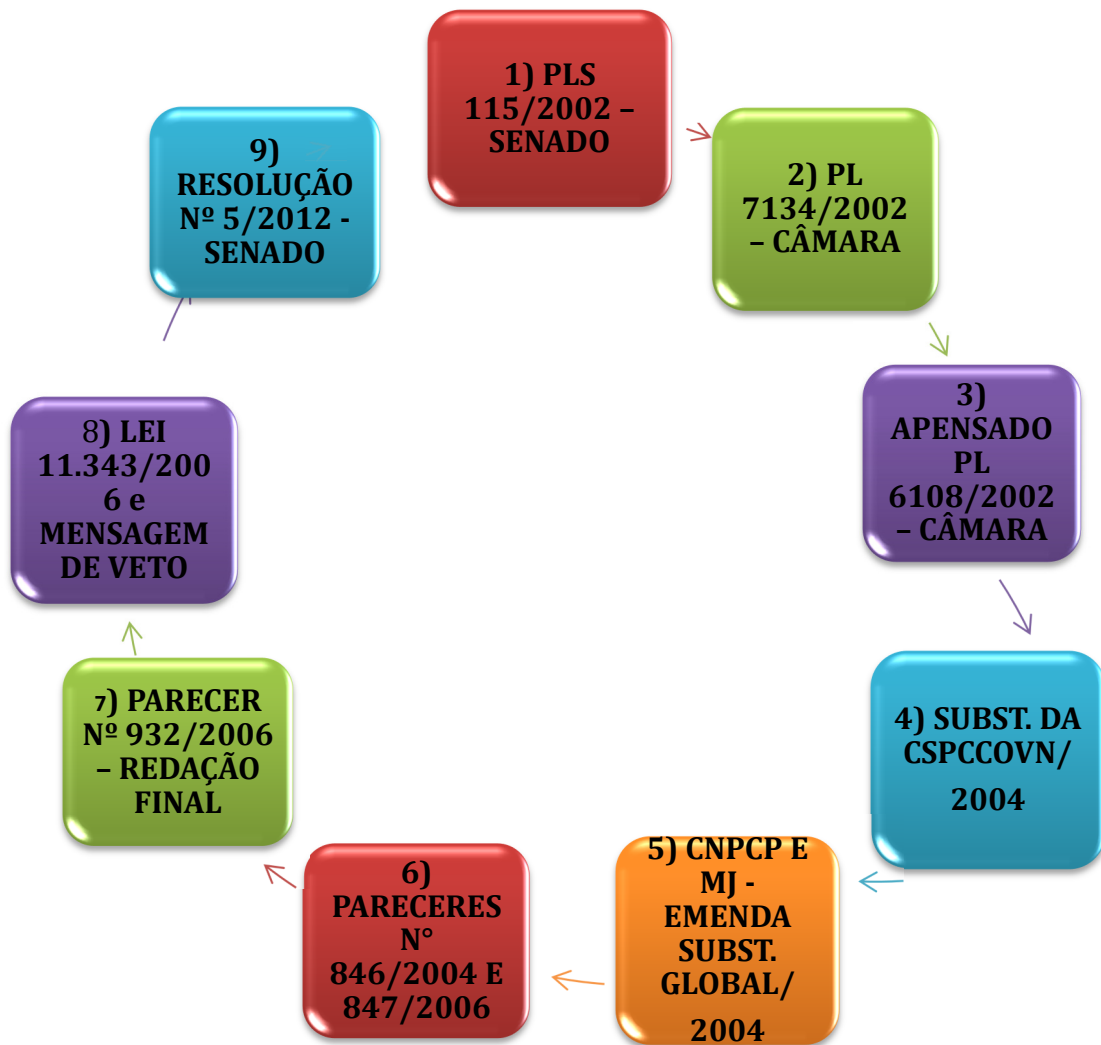 1) PLS
115/2002 –
SENADO
2) PL
7134/2002
– CÂMARA
3)
APENSADO
PL
6108/2002
– CÂMARA
4) SUBST. DA
CSPCCOVN/
2004
5) CNPCP E
MJ -
EMENDA
SUBST.
GLOBAL/
2004
6)
PARECERES
N°
846/2004 E
847/2006
7) PARECER
Nº 932/2006
– REDAÇÃO
FINAL
8) LEI
11.343/200
6 e
MENSAGEM
DE VETO
9)
RESOLUÇÃO
Nº 5/2012 -
SENADO